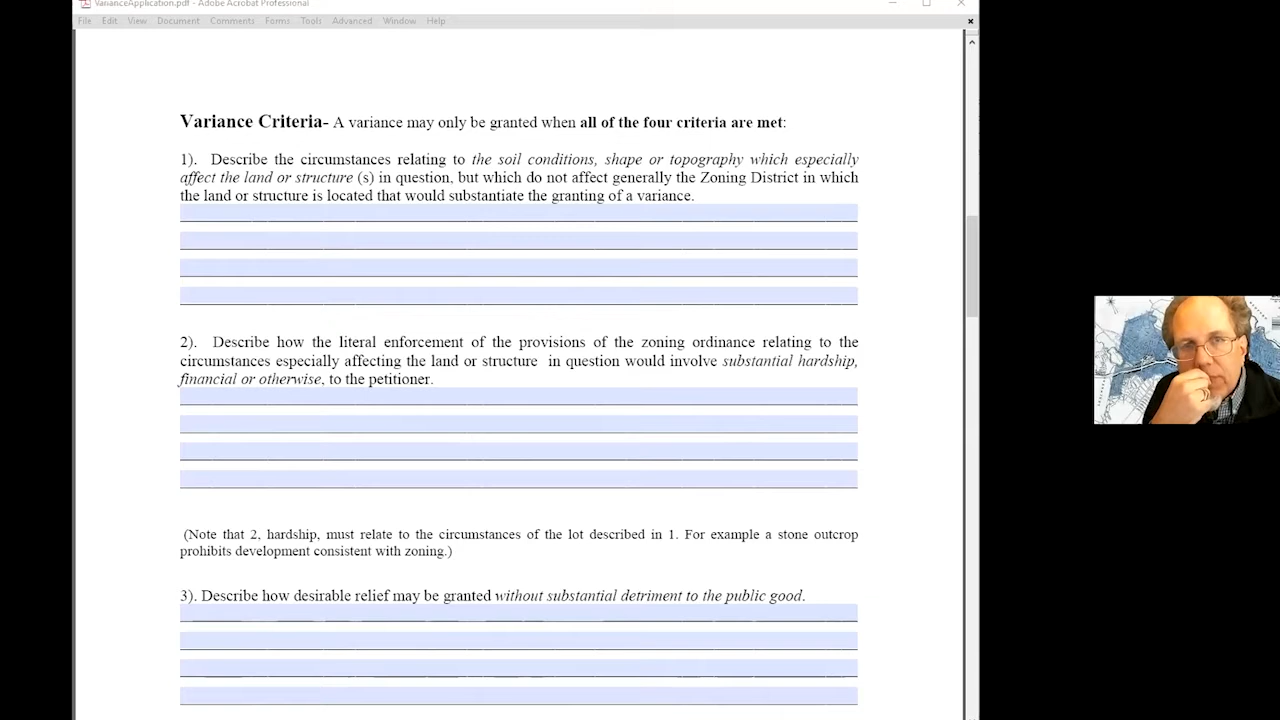 VarianceApplication.pdf - Adobe Acrobat Professional
File Edit View Document Comments Forms Tools Advanced Window Help
Variance Criteria- A variance may only be granted when all of the four criteria are met:
1). Describe the circumstances relating to the soil conditions, shape or topography which especially
affect the land or structure (s) in question, but which do not affect generally the Zoning District in which
the land or structure is located that would substantiate the granting of a variance.
2). Describe how the literal enforcement of the provisions of the zoning ordinance relating to the
circumstances especially affecting the land or structure in question would involve substantial hardship,
financial or otherwise, to the petitioner.
(Note that 2, hardship, must relate to the circumstances of the lot described in 1. For example a stone outcrop
prohibits development consistent with zoning.)
3). Describe how desirable relief may be granted without substantial detriment to the public good.